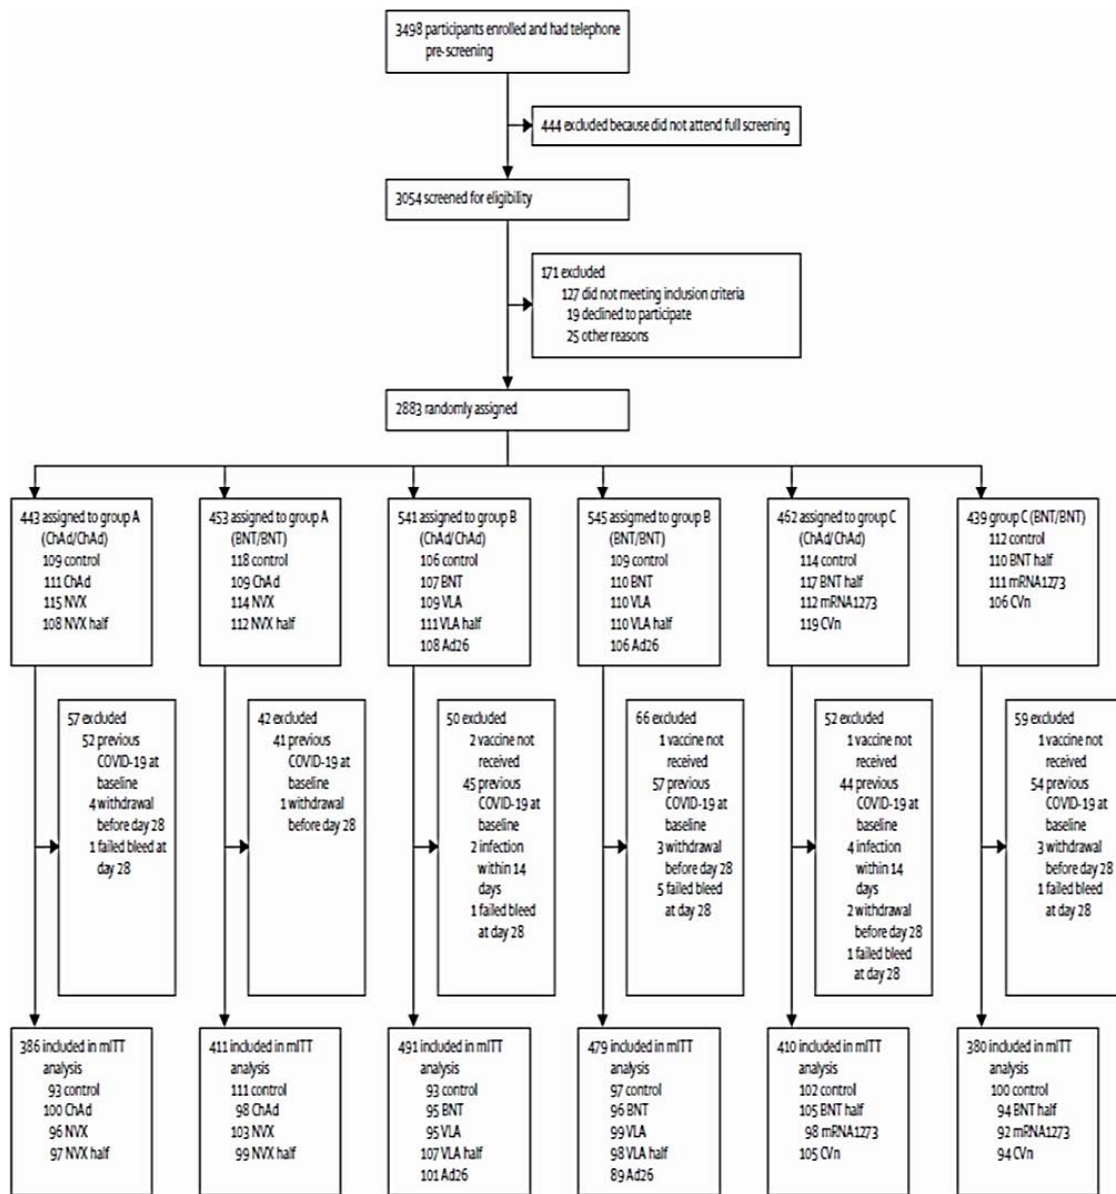 3498 participants enrolled and had telephone
pre-screening
444 excluded because did not attend full screening
3054 screened for eligibility
171 excluded
127 did not meeting inclusion criteria
19 declined to participate
25 other reasons
2883 randomly assigned
443 assigned to group A
(ChAd/ChAd)
109 control
111 ChAd
115 NVX
108 NVX half
453 assigned to group A
(BNT/BNT)
118 control
109 ChAd
114 NVX
112 NVX half
541 assigned to group B
(ChAd/ChAd)
106 control
107 BNT
109 VLA
111 VLA half
108 Ad26
545 assigned to group B
(BNT/BNT)
109 control
110 BNT
110 VLA
110 VLA half
106 Ad26
462 assigned to group C
(ChAd/ChAd)
114 control
117 BNT half
112 mRNA1273
119 CVn
439 group C (BNT/BNT)
112 control
110 BNT half
111 mRNA1273
106 CVn
57 excluded
52 previous
COVID-19 at
baseline
4 withdrawal
before day 28
1 failed bleed at
day 28
42 excluded
41 previous
COVID-19 at
baseline
1 withdrawal
before day 28
50 excluded
2 vaccine not
received
45 previous
COVID-19 at
baseline
2 infection
within 14
days
1 failed bleed
at day 28
66 excluded
1 vaccine not
received
57 previous
COVID-19 at
baseline
3 withdrawal
before day 28
5 failed bleed
at day 28
52 excluded
1 vaccine not
received
44 previous
COVID-19 at
baseline
4 infection
within 14
days
2 withdrawal
before day 28
1 failed bleed
at day 28
59 excluded
1 vaccine not
received
54 previous
COVID-19 at
baseline
3 withdrawal
before day 28
1 failed bleed
at day 28
386 included in mITT
analysis
93 control
100 ChAd
96 NVX
97 NVX half
411 included in mITT
analysis
111 control
98 ChAd
103 NVX
99 NVX half
491 included in mITT
analysis
93 control
95 BNT
95 VLA
107 VLA half
101 Ad26
479 included in mITT
analysis
97 control
96 BNT
99 VLA
98 VLA half
89 Ad26
410 included in mITT
analysis
102 control
105 BNT half
98 mRNA1273
105 CVn
380 included in mITT
analysis
100 control
94 BNT half
92 mRNA1273
94 CVn